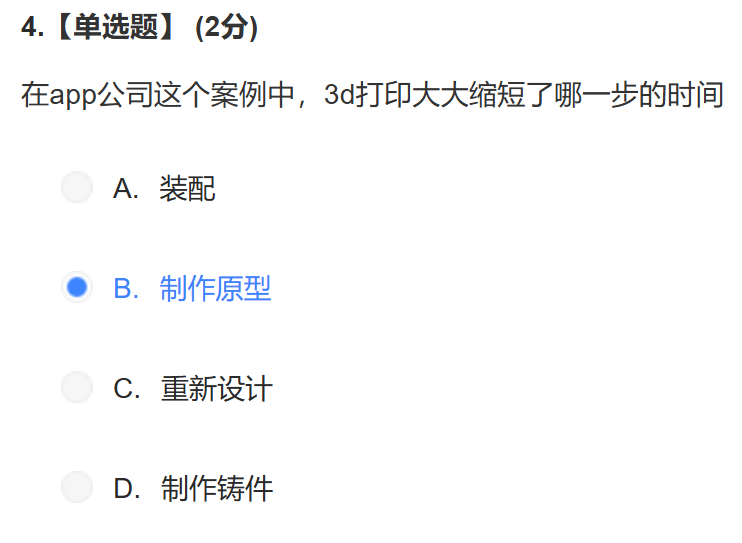 4.【单选题】 (2分)
在app公司这个案例中，3d打印大大缩短了哪一步的时间
A. 装配
B. 制作原型
C. 重新设计
D. 制作铸件